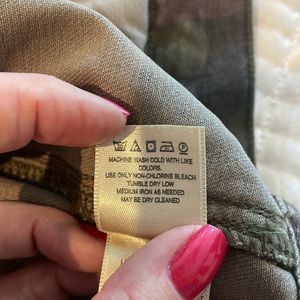 MACHINE WASH COLD WITH LIKE
COLORS.
USE ONLY NON-CHLORINE BLEACH
TUMBLE DRY LOW
MEDIUM IRON AS NEEDED
MAY BE DRY CLEANED